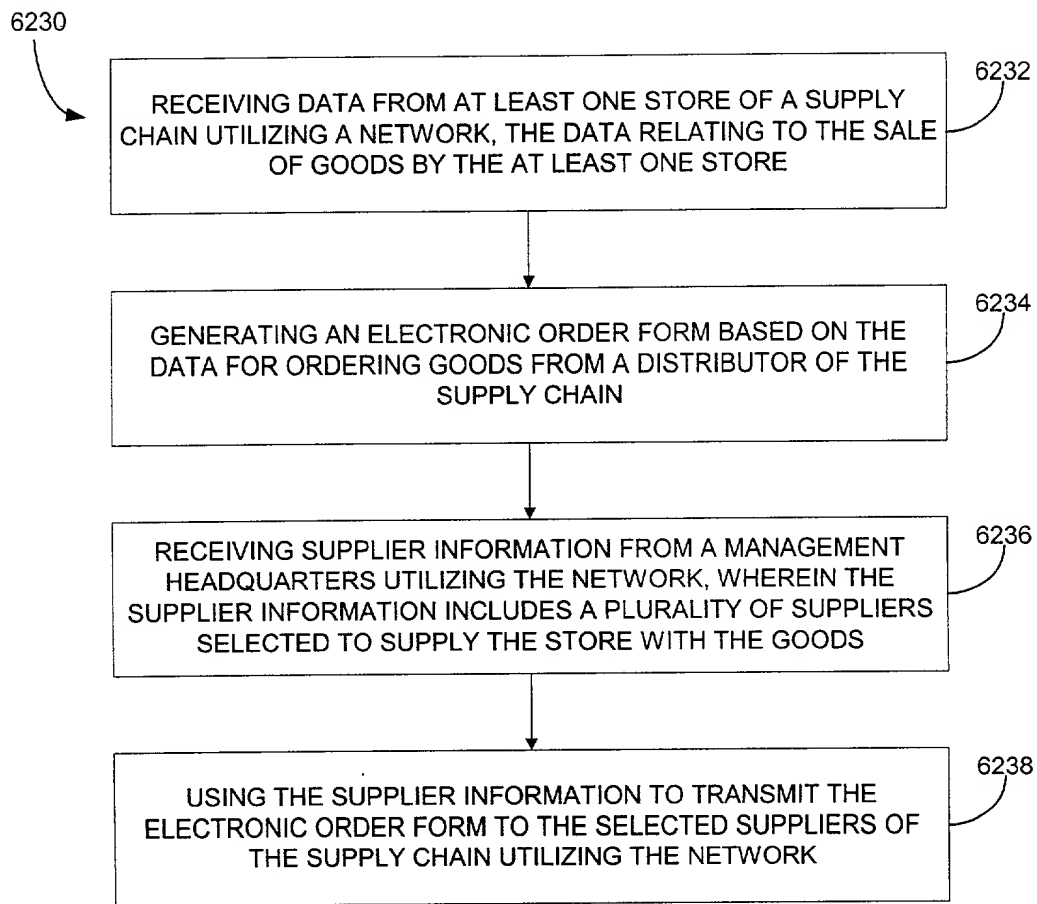 6230
6232
RECEIVING DATA FROM AT LEAST ONE STORE OF A SUPPLY
CHAIN UTILIZING A NETWORK, THE DATA RELATING TO THE SALE
OF GOODS BY THE AT LEAST ONE STORE
6234
GENERATING AN ELECTRONIC ORDER FORM BASED ON THE
DATA FOR ORDERING GOODS FROM A DISTRIBUTOR OF THE
SUPPLY CHAIN
6236
RECEIVING SUPPLIER INFORMATION FROM A MANAGEMENT
HEADQUARTERS UTILIZING THE NETWORK, WHEREIN THE
SUPPLIER INFORMATION INCLUDES A PLURALITY OF SUPPLIERS
SELECTED TO SUPPLY THE STORE WITH THE GOODS
6238
USING THE SUPPLIER INFORMATION TO TRANSMIT THE
ELECTRONIC ORDER FORM TO THE SELECTED SUPPLIERS OF
THE SUPPLY CHAIN UTILIZING THE NETWORK